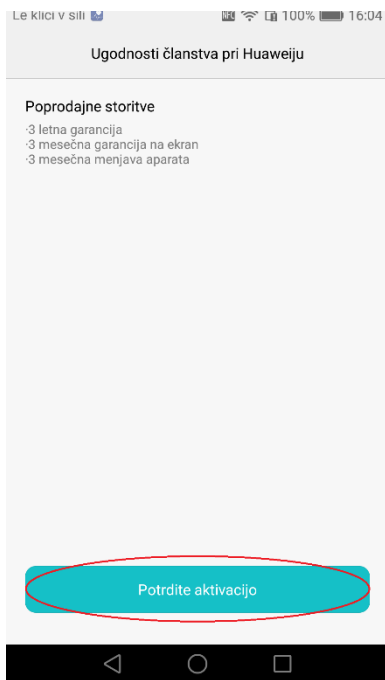 Le klici v sili 100% 16:04
Ugodnosti članstva pri Huaweiju
Poprodajne storitve
·3 letna garancija
·3 mesečna garancija na ekran
·3 mesečna menjava aparata
Potrdite aktivacijo